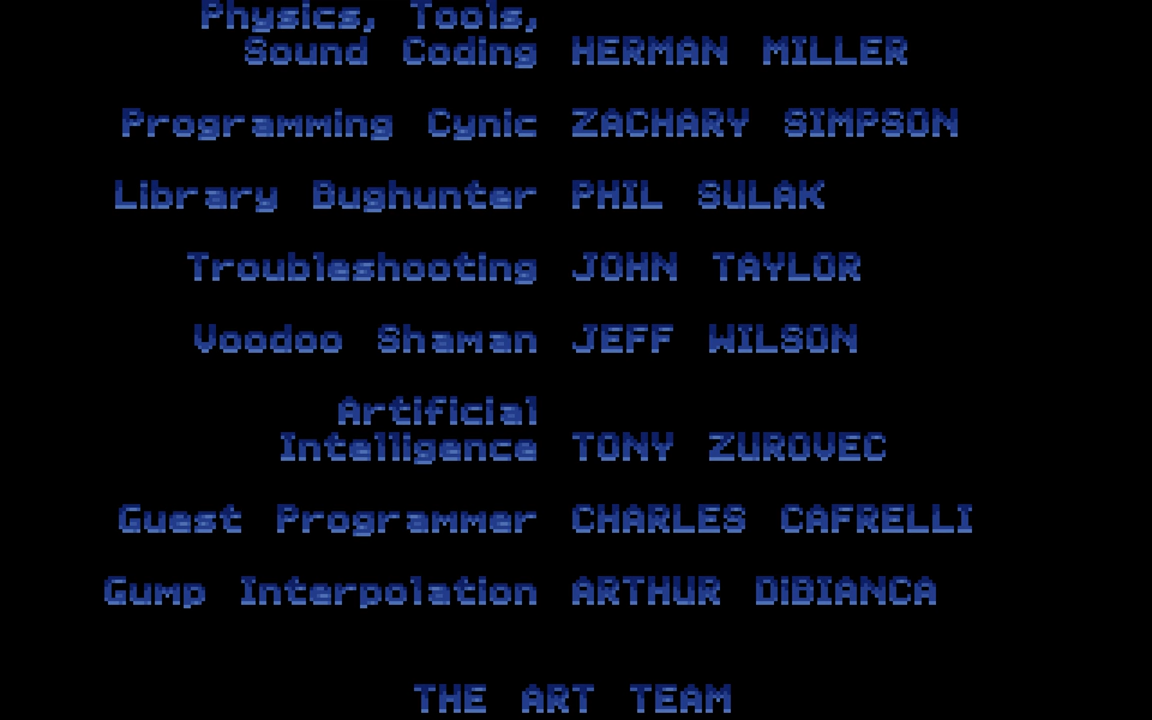 Physics, Tools,
Sound Coding HERMAN MILLER
Programming Cynic ZACHARY SIMPSON
Library Bughunter PHIL SULAK
Troubleshooting JOHN TAYLOR
Voodoo Shaman JEFF WILSON
Artificial
Intelligence TONY ZUROVEC
Guest Programmer CHARLES CAFRELLI
Gump Interpolation ARTHUR DiBIANCA
THE ART TEAM